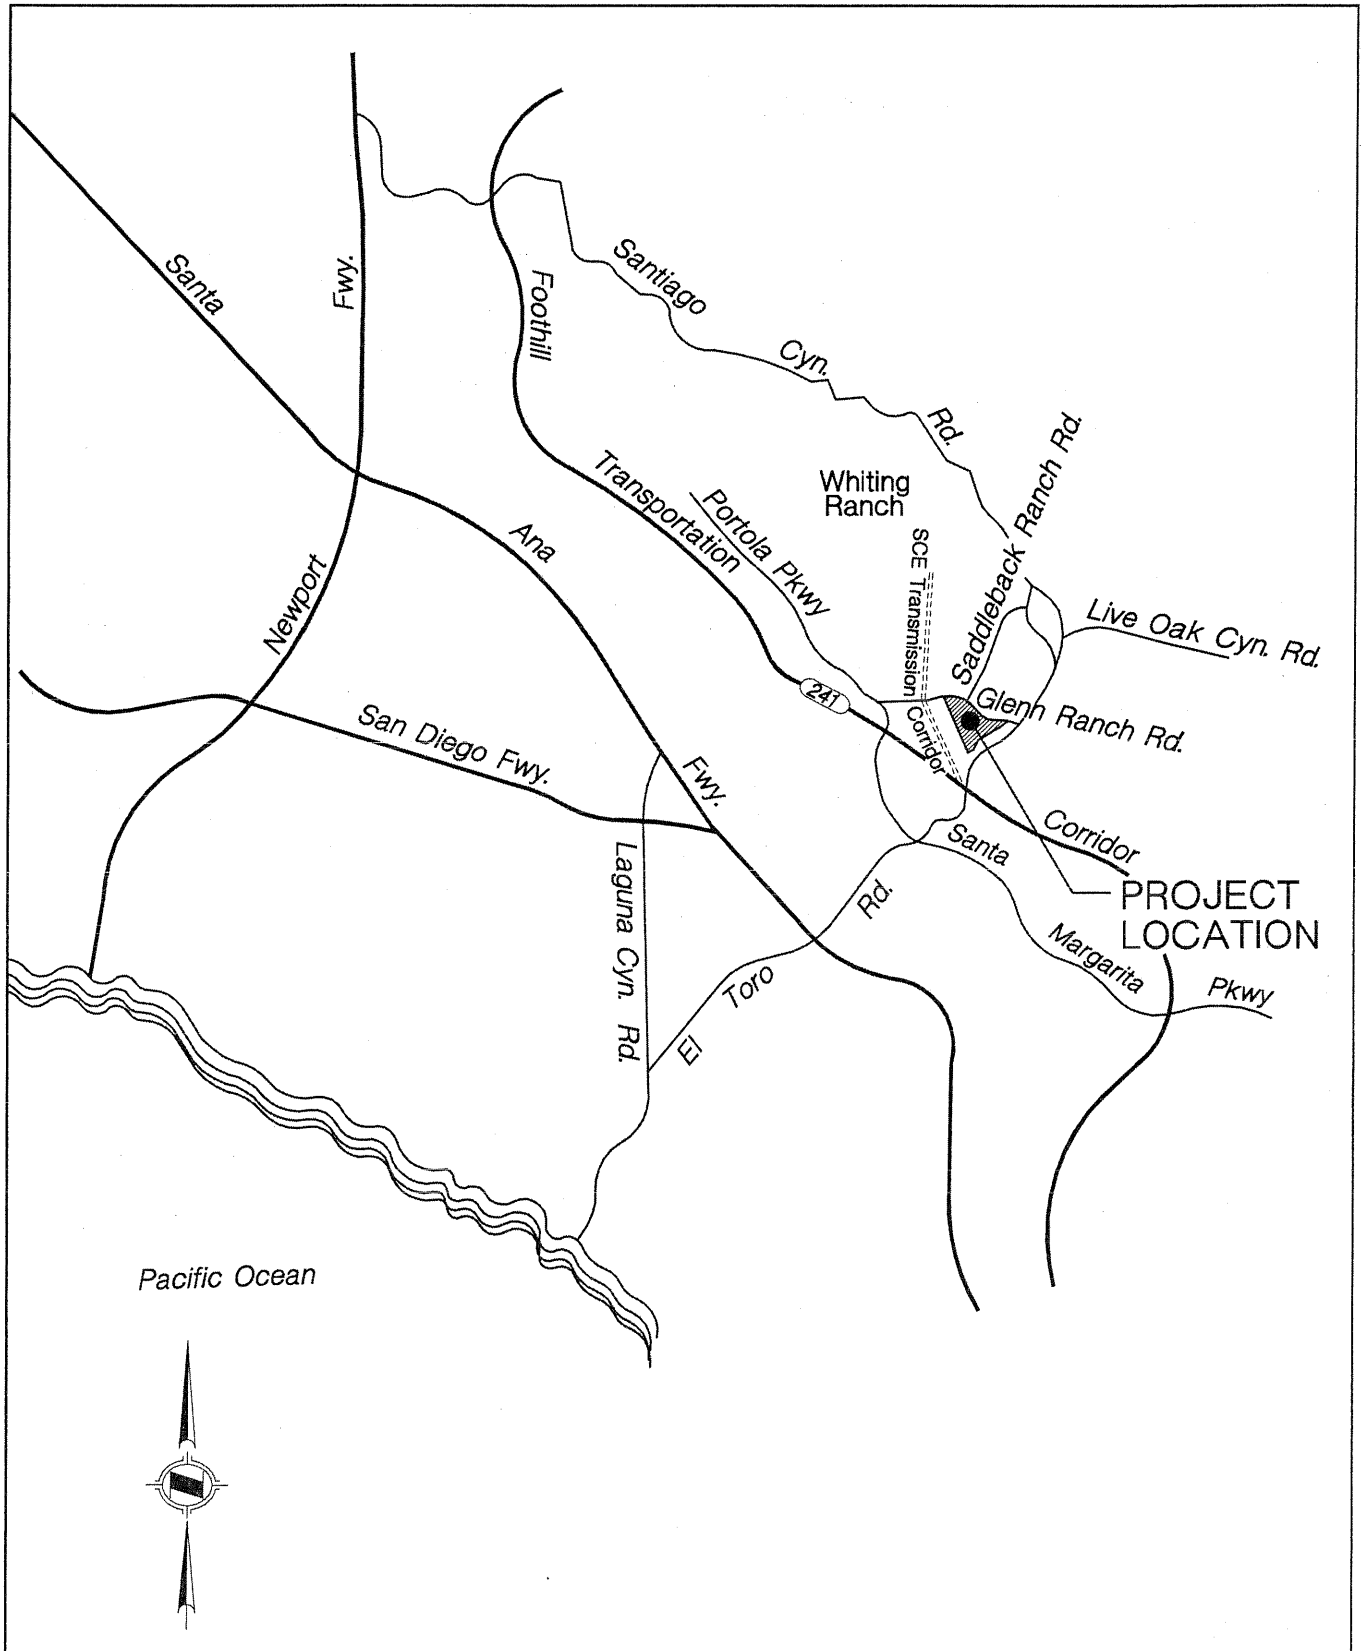 Santa
Fwy.
Foothill
Santiago
Cyn.
Rd.
Saddleback Ranch Rd.
Transportation
Portola Pkwy
Whiting
Ranch
SCE Transmission Corridor
Ana
Newport
Live Oak Cyn. Rd.
241
Glenn Ranch Rd.
San Diego Fwy.
Fwy.
Corridor
Santa
PROJECT
LOCATION
Laguna Cyn. Rd.
Rd.
Margarita
Pkwy
Toro
El
Pacific Ocean
N